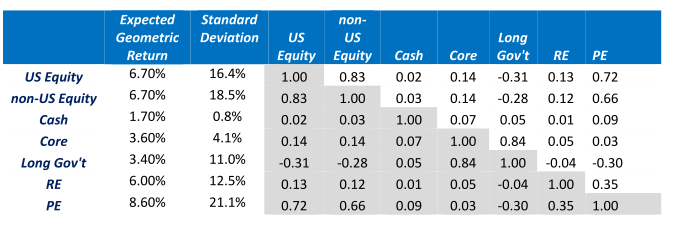 Expected Geometric Return Standard Deviation US Equity non-US Equity Cash Core Long Gov't RE PE
US Equity 6.70% 16.4% 1.00 0.83 0.02 0.14 -0.31 0.13 0.72
non-US Equity 6.70% 18.5% 0.83 1.00 0.03 0.14 -0.28 0.12 0.66
Cash 1.70% 0.8% 0.02 0.03 1.00 0.07 0.05 0.01 0.09
Core 3.60% 4.1% 0.14 0.14 0.07 1.00 0.84 0.05 0.03
Long Gov't 3.40% 11.0% -0.31 -0.28 0.05 0.84 1.00 -0.04 -0.30
RE 6.00% 12.5% 0.13 0.12 0.01 0.05 -0.04 1.00 0.35
PE 8.60% 21.1% 0.72 0.66 0.09 0.03 -0.30 0.35 1.00